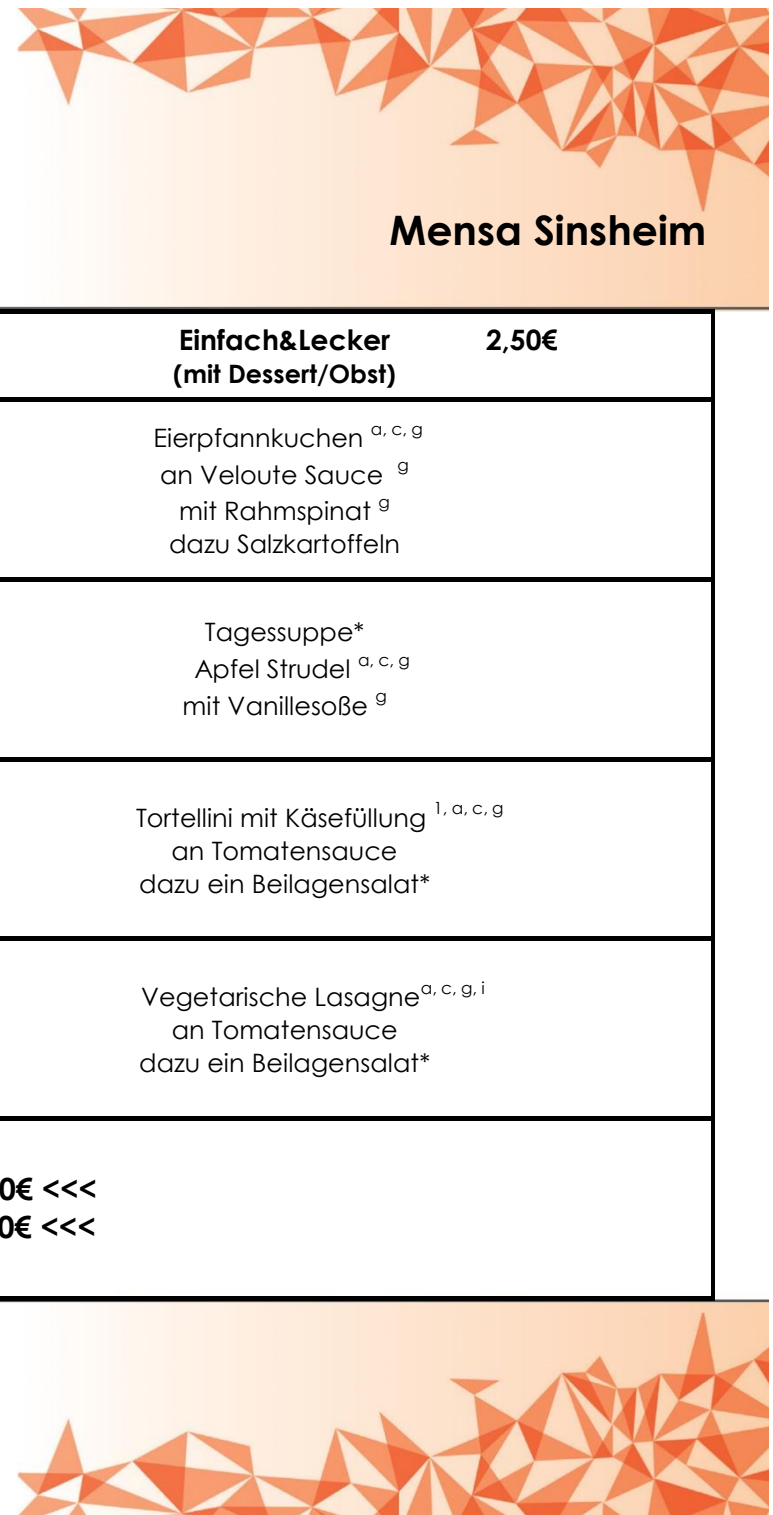 Mensa Sinsheim
Einfach&Lecker 2,50€
(mit Dessert/Obst)
Eierpfannkuchen a, c, g
an Veloute Sauce g
mit Rahmspinat g
dazu Salzkartoffeln
Tagessuppe*
Apfel Strudel a, c, g
mit Vanillesoße g
Tortellini mit Käsefüllung 1, a, c, g
an Tomatensauce
dazu ein Beilagensalat*
Vegetarische Lasagne a, c, g, i
an Tomatensauce
dazu ein Beilagensalat*
0€ <<<
0€ <<<